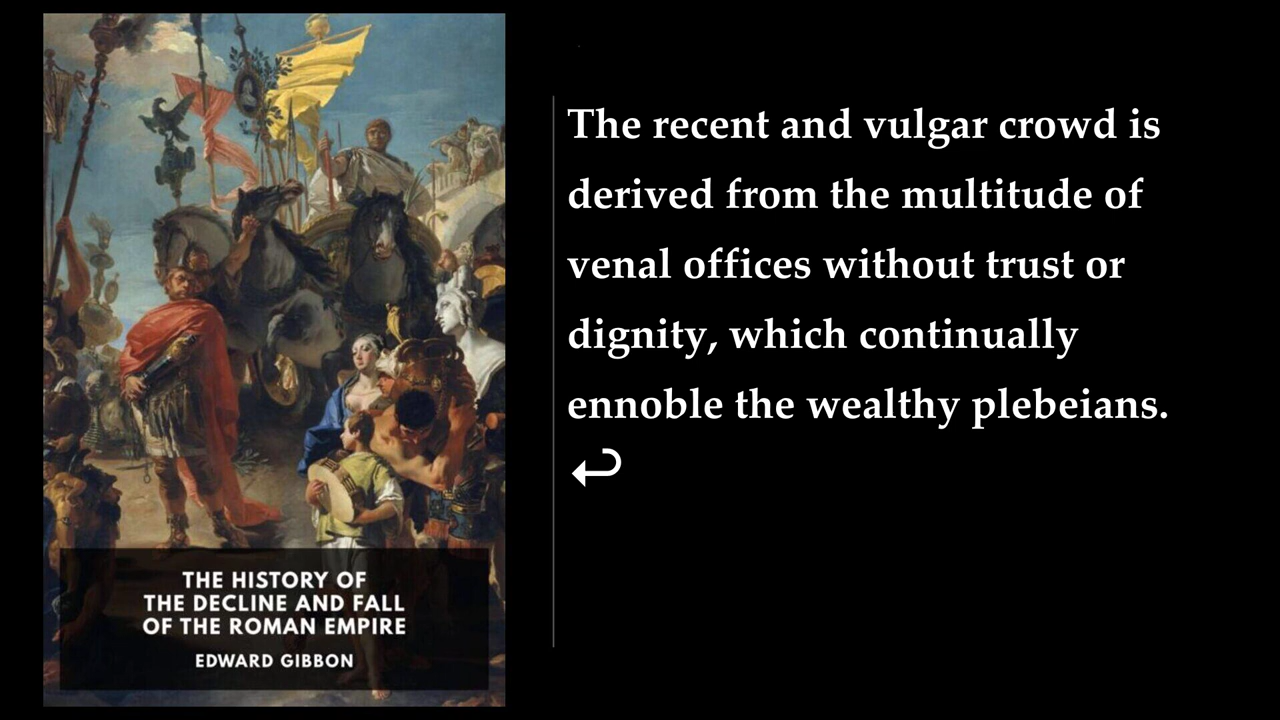 The recent and vulgar crowd is
derived from the multitude of
venal offices without trust or
dignity, which continually
ennoble the wealthy plebeians.
↩
THE HISTORY OF
THE DECLINE AND FALL
OF THE ROMAN EMPIRE
EDWARD GIBBON